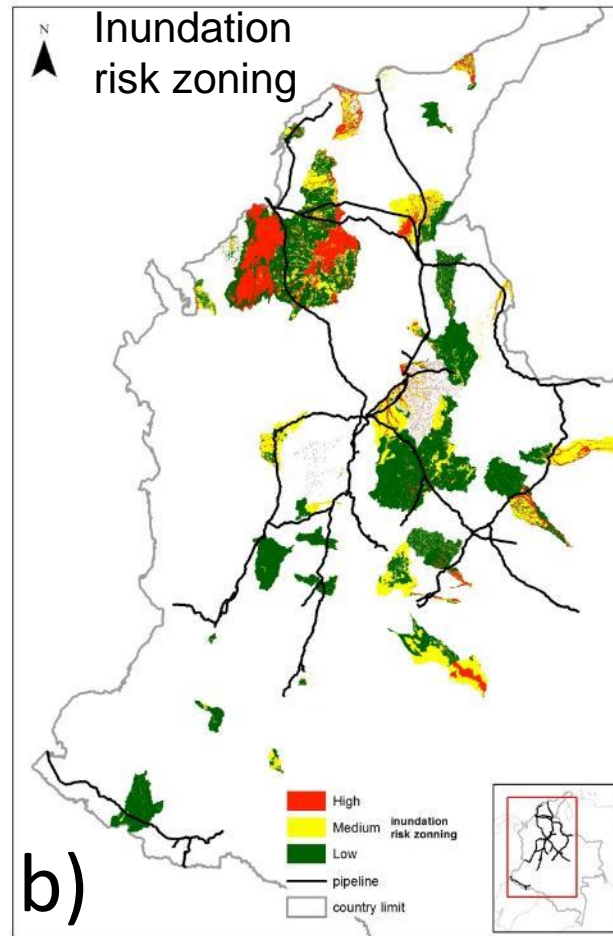 N
Inundation
risk zoning
High
Medium
inundation
risk zonning
Low
pipeline
country limit
b)